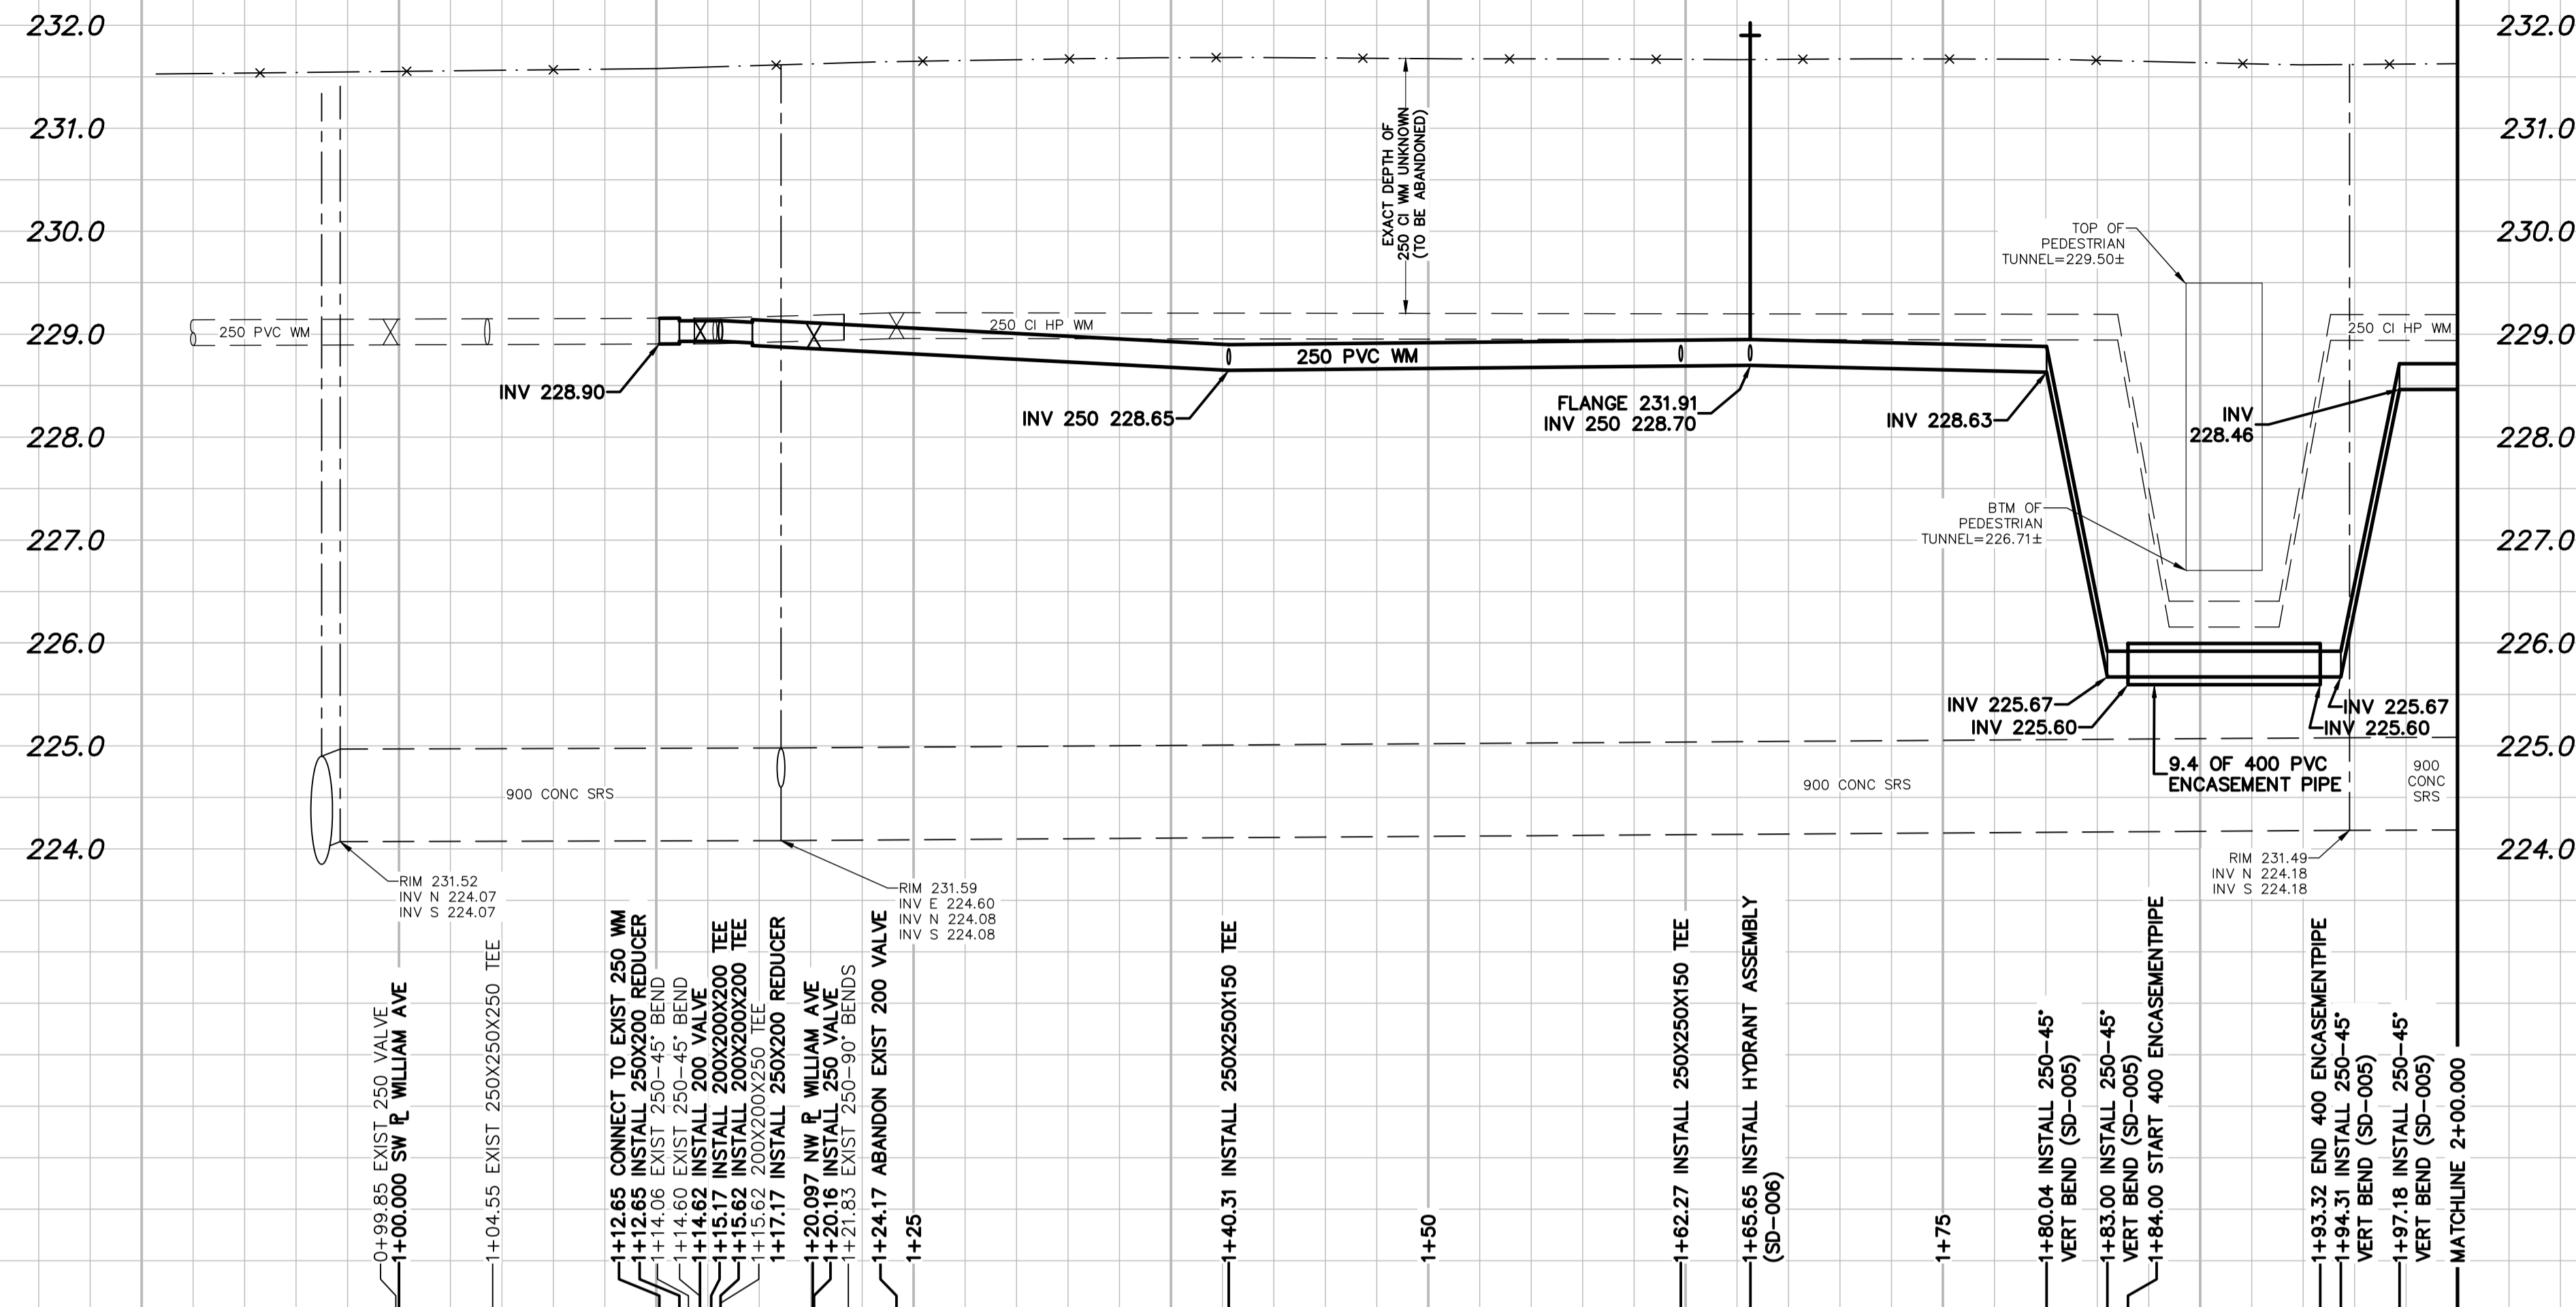 232.0
232.0
231.0
231.0
230.0
230.0
229.0
229.0
228.0
228.0
227.0
227.0
226.0
226.0
225.0
225.0
224.0
224.0
EXACT DEPTH OF
250 CI WM UNKNOWN
(TO BE ABANDONED)
TOP OF
PEDESTRIAN
TUNNEL=229.50±
250 PVC WM
250 CI HP WM
250 PVC WM
250 CI HP WM
INV 228.90
INV 250 228.65
FLANGE 231.91
INV 250 228.70
INV 228.63
INV
228.46
BTM OF
PEDESTRIAN
TUNNEL=226.71±
INV 225.67
INV 225.60
INV 225.67
INV 225.60
9.4 OF 400 PVC
ENCASEMENT PIPE
900 CONC SRS
900 CONC SRS
900
CONC
SRS
RIM 231.52
INV N 224.07
INV S 224.07
RIM 231.59
INV E 224.60
INV N 224.08
INV S 224.08
RIM 231.49
INV N 224.18
INV S 224.18
0+99.85 EXIST 250 VALVE
1+00.000 SW PL WILLIAM AVE
1+04.55 EXIST 250X250X250 TEE
1+12.65 CONNECT TO EXIST 250 WM
1+12.65 INSTALL 250X200 REDUCER
1+14.06 EXIST 250-45° BEND
1+14.60 EXIST 250-45° BEND
1+14.62 INSTALL 200 VALVE
1+15.17 INSTALL 200X200X200 TEE
1+15.62 INSTALL 200X200X200 TEE
1+15.62 200X200X250 TEE
1+17.17 INSTALL 250X200 REDUCER
1+20.097 NW PL WILLIAM AVE
1+20.16 INSTALL 250 VALVE
1+21.83 EXIST 250-90° BENDS
1+24.17 ABANDON EXIST 200 VALVE
1+25
1+40.31 INSTALL 250X250X150 TEE
1+50
1+62.27 INSTALL 250X250X150 TEE
1+65.65 INSTALL HYDRANT ASSEMBLY
(SD-006)
1+75
1+80.04 INSTALL 250-45°
VERT BEND (SD-005)
1+83.00 INSTALL 250-45°
VERT BEND (SD-005)
1+84.00 START 400 ENCASEMENTPIPE
1+93.32 END 400 ENCASEMENTPIPE
1+94.31 INSTALL 250-45°
VERT BEND (SD-005)
1+97.18 INSTALL 250-45°
VERT BEND (SD-005)
MATCHLINE 2+00.000